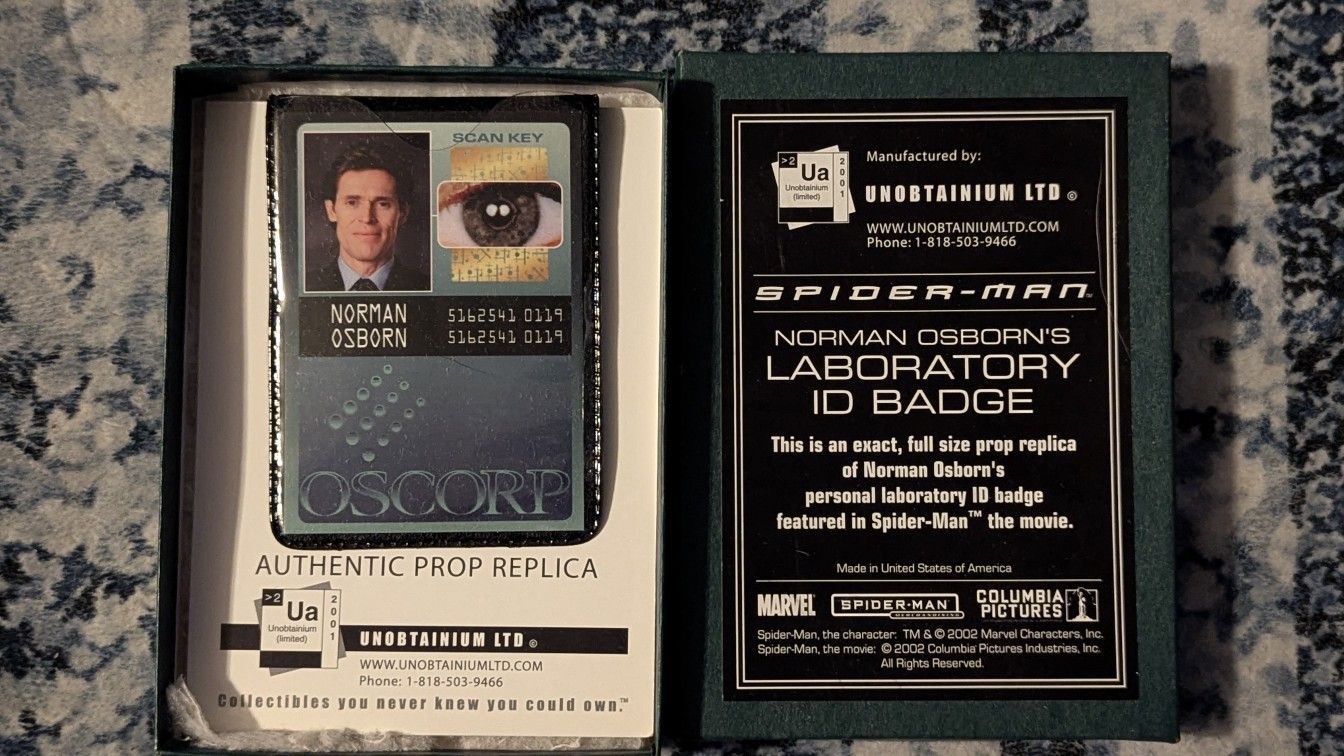 SCAN KEY
NORMAN 5162541 0119
OSBORN 5162541 0119
OSCORP
AUTHENTIC PROP REPLICA
>2
Ua
Unobtainium
(limited)
2001
UNOBTAINIUM LTD ©
WWW.UNOBTAINIUMLTD.COM
Phone: 1-818-503-9466
Collectibles you never knew you could own.™
>2
Ua
Unobtainium
(limited)
2001
Manufactured by:
UNOBTAINIUM LTD ©
WWW.UNOBTAINIUMLTD.COM
Phone: 1-818-503-9466
SPIDER-MAN™
NORMAN OSBORN'S
LABORATORY
ID BADGE
This is an exact, full size prop replica
of Norman Osborn's
personal laboratory ID badge
featured in Spider-Man™ the movie.
Made in United States of America
MARVEL
SPIDER-MAN™
MERCHANDISING
COLUMBIA
PICTURES
Spider-Man, the character: TM & © 2002 Marvel Characters, Inc.
Spider-Man, the movie: © 2002 Columbia Pictures Industries, Inc.
All Rights Reserved.